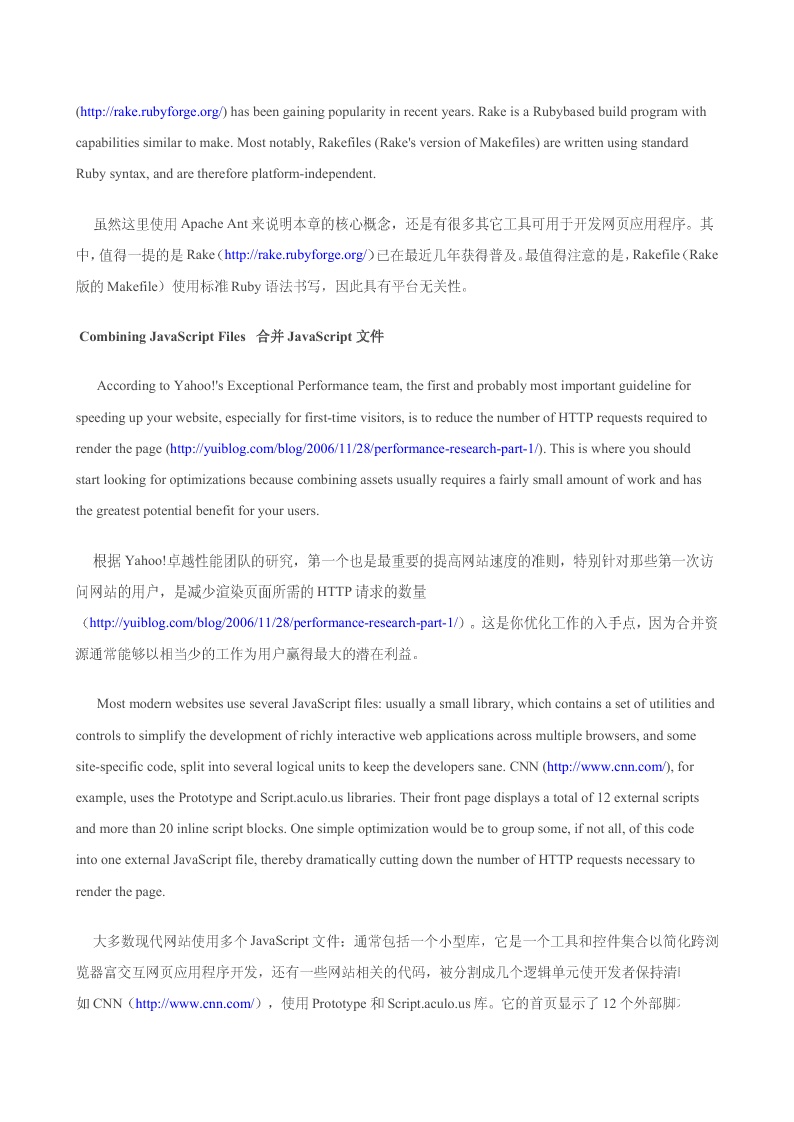 (http://rake.rubyforge.org/) has been gaining popularity in recent years. Rake is a Rubybased build program with
capabilities similar to make. Most notably, Rakefiles (Rake's version of Makefiles) are written using standard
Ruby syntax, and are therefore platform-independent.
虽然这里使用 Apache Ant 来说明本章的核心概念，还是有很多其它工具可用于开发网页应用程序。其
中，值得一提的是 Rake（http://rake.rubyforge.org/）已在最近几年获得普及。最值得注意的是，Rakefile（Rake
版的 Makefile）使用标准 Ruby 语法书写，因此具有平台无关性。
Combining JavaScript Files 合并 JavaScript 文件
According to Yahoo!'s Exceptional Performance team, the first and probably most important guideline for
speeding up your website, especially for first-time visitors, is to reduce the number of HTTP requests required to
render the page (http://yuiblog.com/blog/2006/11/28/performance-research-part-1/). This is where you should
start looking for optimizations because combining assets usually requires a fairly small amount of work and has
the greatest potential benefit for your users.
根据 Yahoo!卓越性能团队的研究，第一个也是最重要的提高网站速度的准则，特别针对那些第一次访
问网站的用户，是减少渲染页面所需的 HTTP 请求的数量
（http://yuiblog.com/blog/2006/11/28/performance-research-part-1/）。这是你优化工作的入手点，因为合并资
源通常能够以相当少的工作为用户赢得最大的潜在利益。
Most modern websites use several JavaScript files: usually a small library, which contains a set of utilities and
controls to simplify the development of richly interactive web applications across multiple browsers, and some
site-specific code, split into several logical units to keep the developers sane. CNN (http://www.cnn.com/), for
example, uses the Prototype and Script.aculo.us libraries. Their front page displays a total of 12 external scripts
and more than 20 inline script blocks. One simple optimization would be to group some, if not all, of this code
into one external JavaScript file, thereby dramatically cutting down the number of HTTP requests necessary to
render the page.
大多数现代网站使用多个 JavaScript 文件：通常包括一个小型库，它是一个工具和控件集合以简化跨浏
览器富交互网页应用程序开发，还有一些网站相关的代码，被分割成几个逻辑单元使开发者保持清
如 CNN（http://www.cnn.com/），使用 Prototype 和 Script.aculo.us 库。它的首页显示了 12 个外部脚